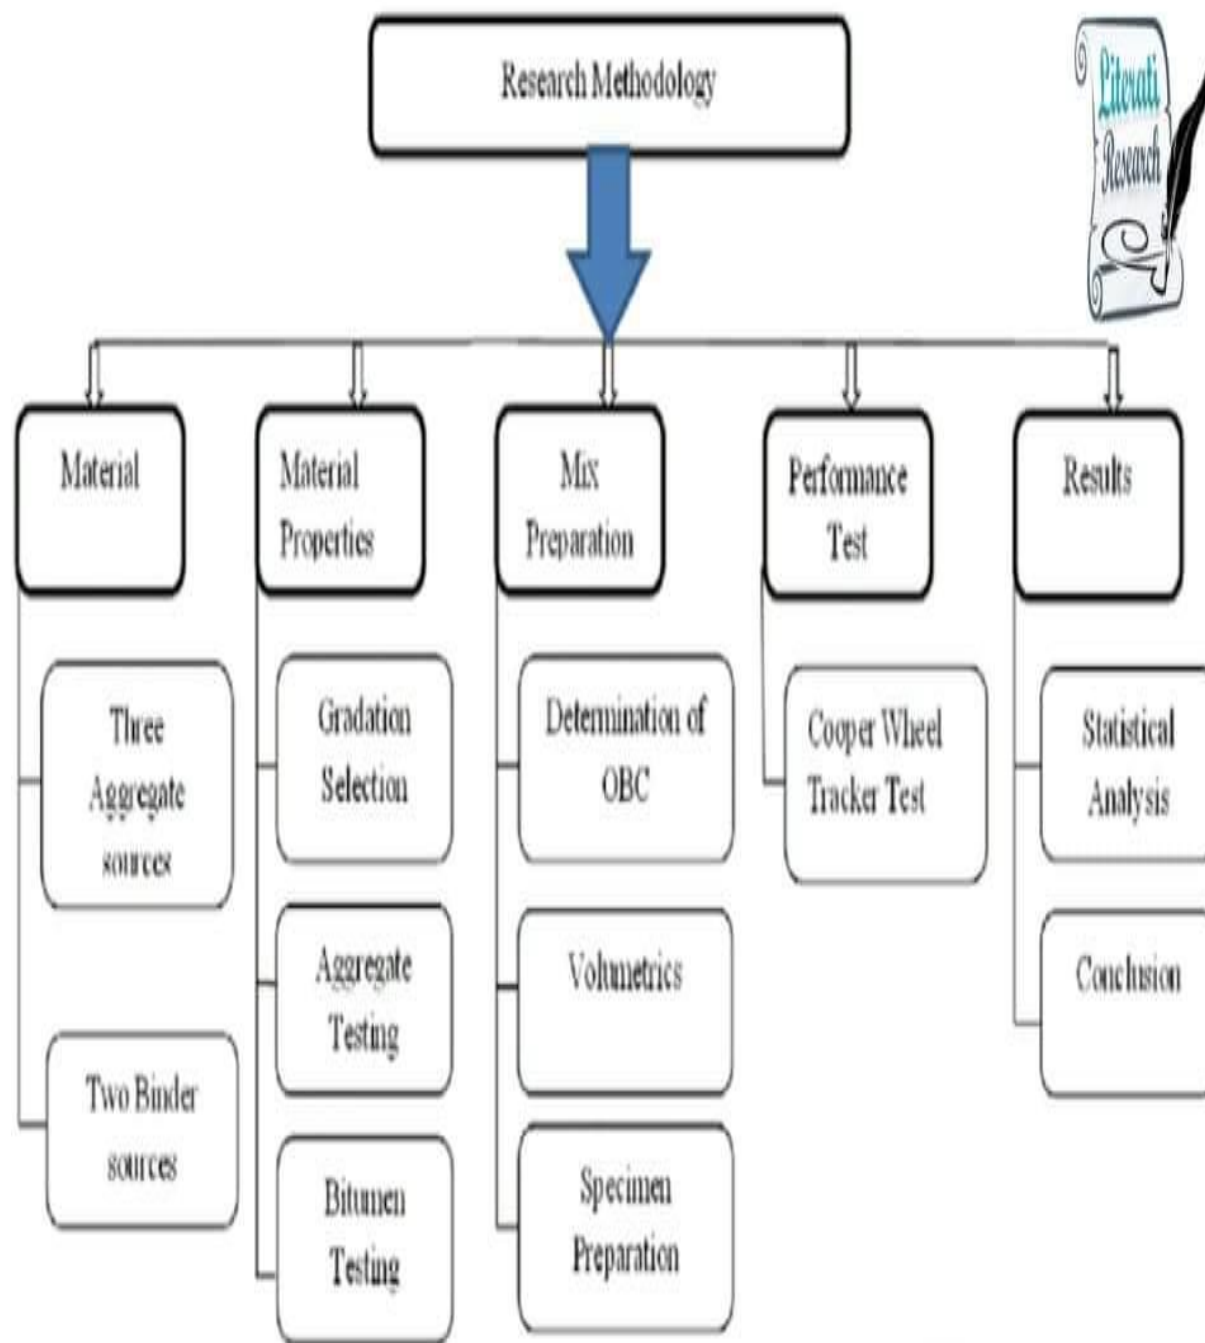 Research Methodology
Literati
Research
Material
Material
Properties
Mix
Preparation
Performance
Test
Results
Three
Aggregate
sources
Two Binder
sources
Gradation
Selection
Aggregate
Testing
Bitumen
Testing
Determination of
OBC
Volumetrics
Specimen
Preparation
Cooper Wheel
Tracker Test
Statistical
Analysis
Conclusion